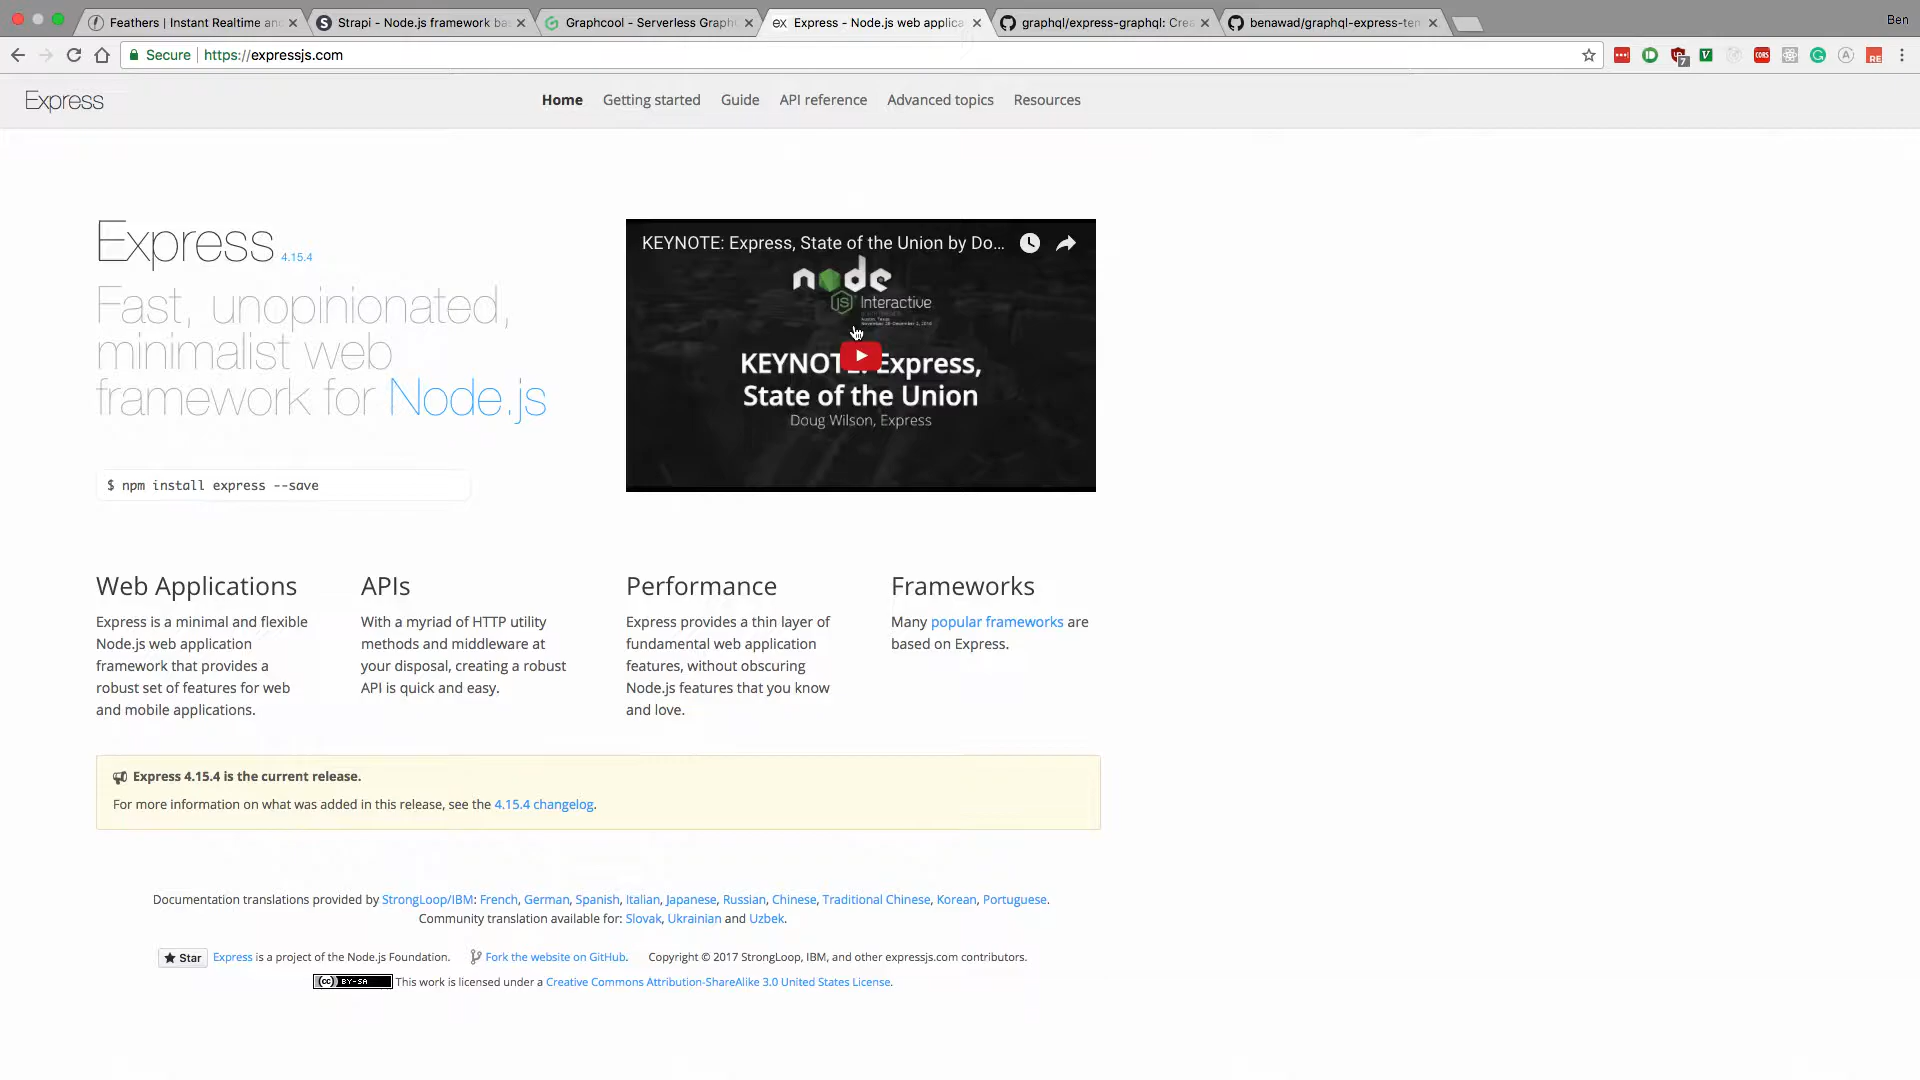 Feathers | Instant Realtime and
Strapi - Node.js framework ba
Graphcool - Serverless Graph
ex Express - Node.js web applica
graphql/express-graphql: Cre
benawad/graphql-express-tem
Ben
Secure https://expressjs.com
Express
Home
Getting started
Guide
API reference
Advanced topics
Resources
Express 4.15.4
Fast, unopinionated,
minimalist web
framework for Node.js
$ npm install express --save
KEYNOTE: Express, State of the Union by Do...
node
JS Interactive
KEYNOTE: Express,
State of the Union
Doug Wilson, Express
Web Applications
Express is a minimal and flexible
Node.js web application
framework that provides a
robust set of features for web
and mobile applications.
APIs
With a myriad of HTTP utility
methods and middleware at
your disposal, creating a robust
API is quick and easy.
Performance
Express provides a thin layer of
fundamental web application
features, without obscuring
Node.js features that you know
and love.
Frameworks
Many popular frameworks are
based on Express.
Express 4.15.4 is the current release.
For more information on what was added in this release, see the 4.15.4 changelog.
Documentation translations provided by StrongLoop/IBM: French, German, Spanish, Italian, Japanese, Russian, Chinese, Traditional Chinese, Korean, Portuguese.
Community translation available for: Slovak, Ukrainian and Uzbek.
Star Express is a project of the Node.js Foundation. Fork the website on GitHub. Copyright © 2017 StrongLoop, IBM, and other expressjs.com contributors.
(cc) BY-SA This work is licensed under a Creative Commons Attribution-ShareAlike 3.0 United States License.